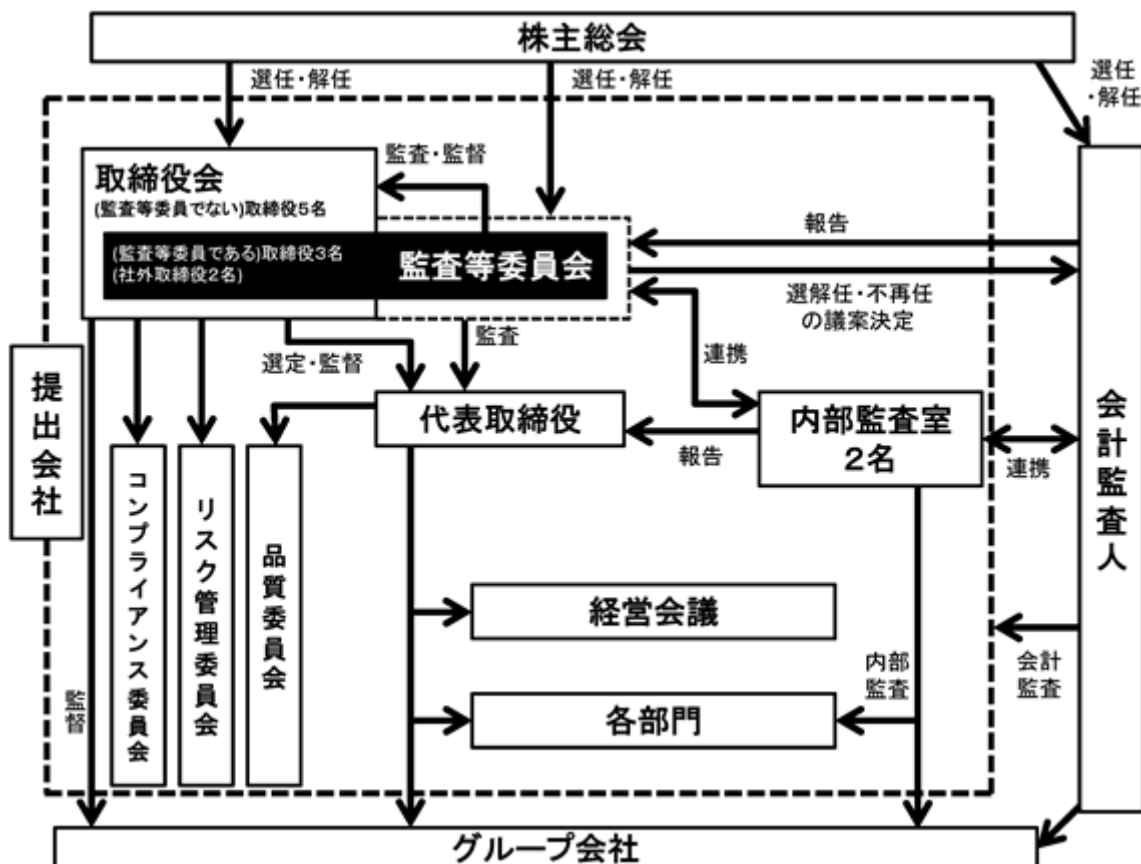 株主総会
選任・解任
選任・解任
選任
・解任
取締役会
(監査等委員でない)取締役5名
監査・監督
(監査等委員である)取締役3名
(社外取締役2名)
監査等委員会
報告
選解任・不再任
の議案決定
選定・監督
監査
連携
提出会社
代表取締役
報告
内部監査室
2名
連携
会計監査人
コンプライアンス委員会
リスク管理委員会
品質委員会
経営会議
内部
監査
会計
監査
監督
各部門
グループ会社